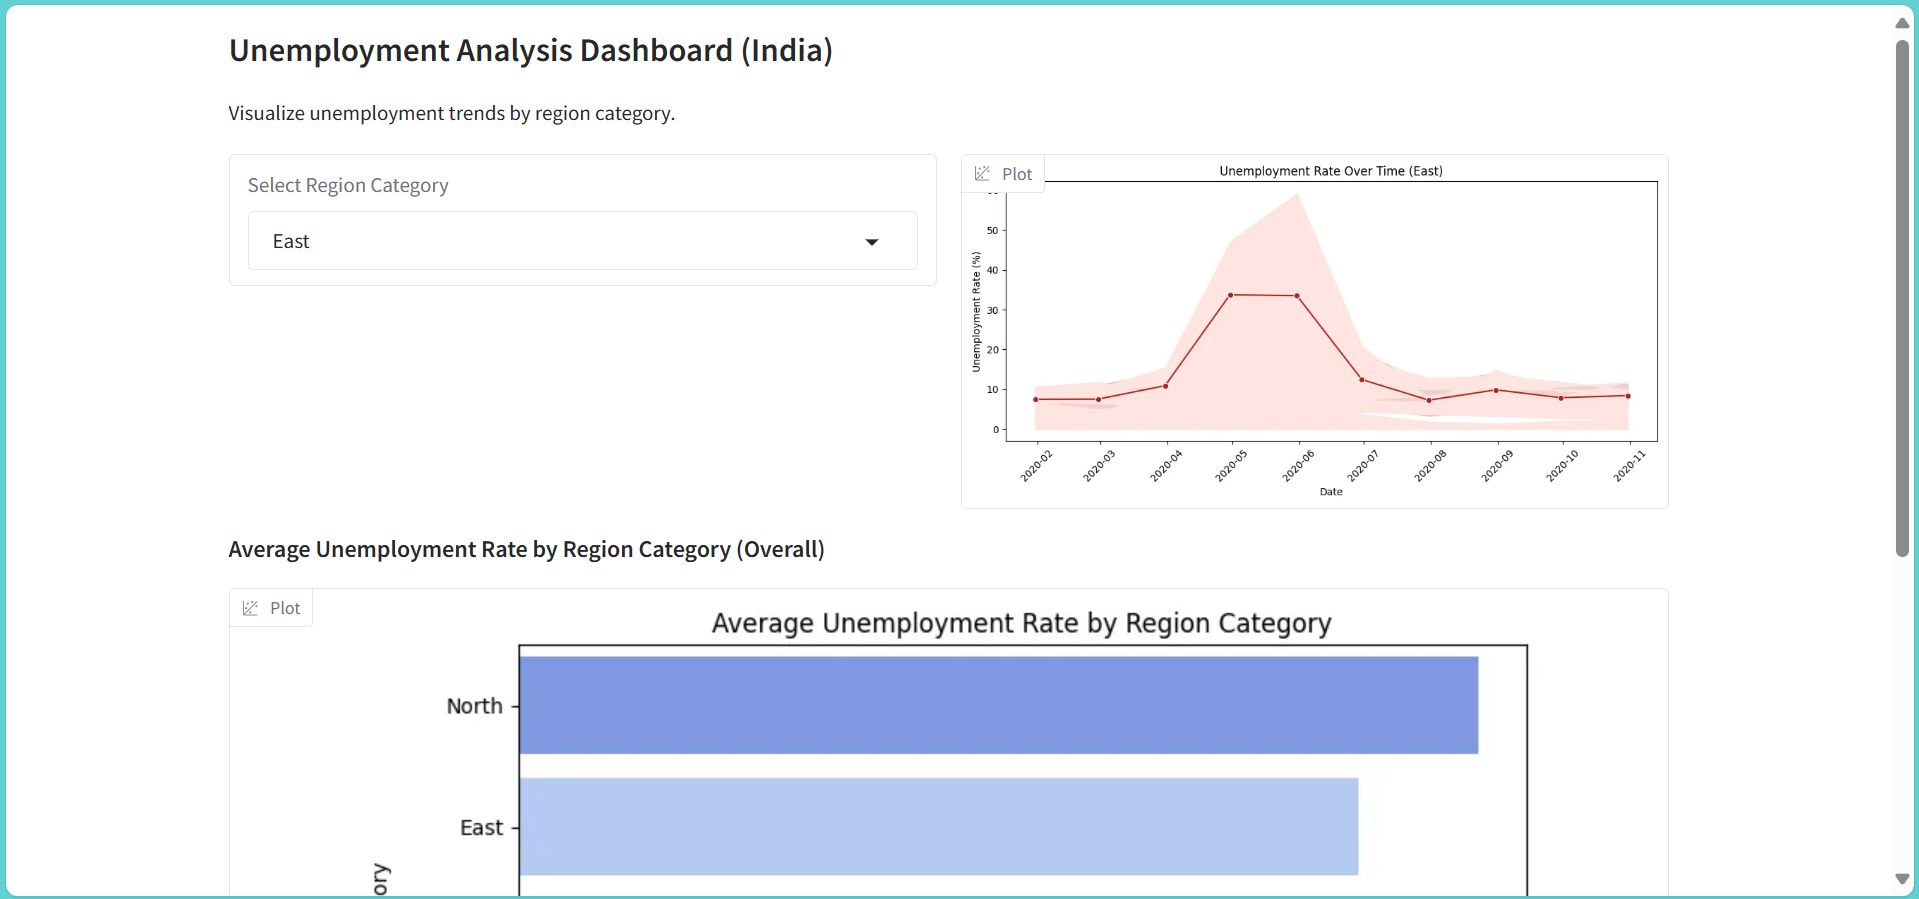 Unemployment Analysis Dashboard (India)
Visualize unemployment trends by region category.
Select Region Category
East
Plot
Unemployment Rate Over Time (East)
Unemployment Rate (%)
50
40
30
20
10
0
2020-02
2020-03
2020-04
2020-05
2020-06
2020-07
2020-08
2020-09
2020-10
2020-11
Date
Average Unemployment Rate by Region Category (Overall)
Plot
Average Unemployment Rate by Region Category
North
East
ory